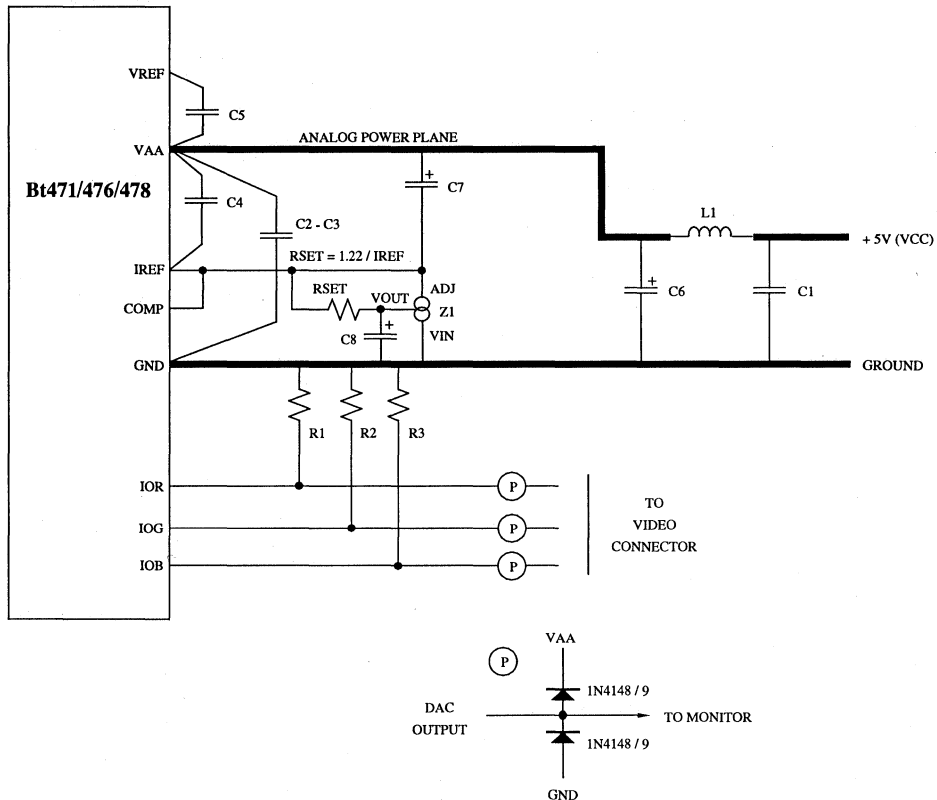 VREF
C5
ANALOG POWER PLANE
VAA
+
C7
Bt471/476/478
C4
C2 - C3
L1
+ 5V (VCC)
RSET = 1.22 / IREF
IREF
ADJ
+
C6
C1
RSET
VOUT
Z1
COMP
+
C8
VIN
GND
GROUND
R1
R2
R3
IOR
P
IOG
P
IOB
P
TO
VIDEO
CONNECTOR
VAA
P
1N4148 / 9
DAC
OUTPUT
TO MONITOR
1N4148 / 9
GND